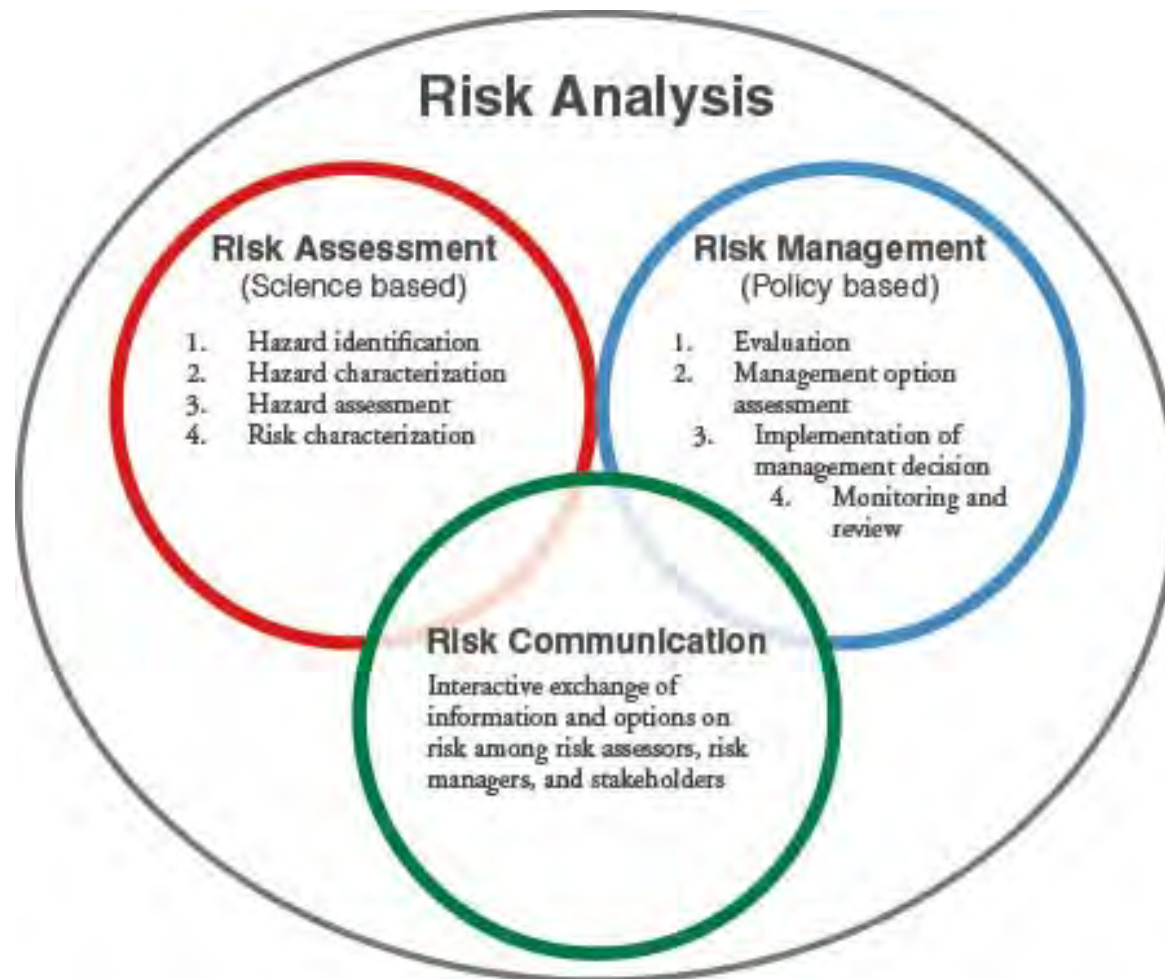 Risk Analysis
Risk Assessment
(Science based)
1. Hazard identification
2. Hazard characterization
3. Hazard assessment
4. Risk characterization
Risk Management
(Policy based)
1. Evaluation
2. Management option
assessment
3. Implementation of
management decision
4. Monitoring and
review
Risk Communication
Interactive exchange of
information and options on
risk among risk assessors, risk
managers, and stakeholders